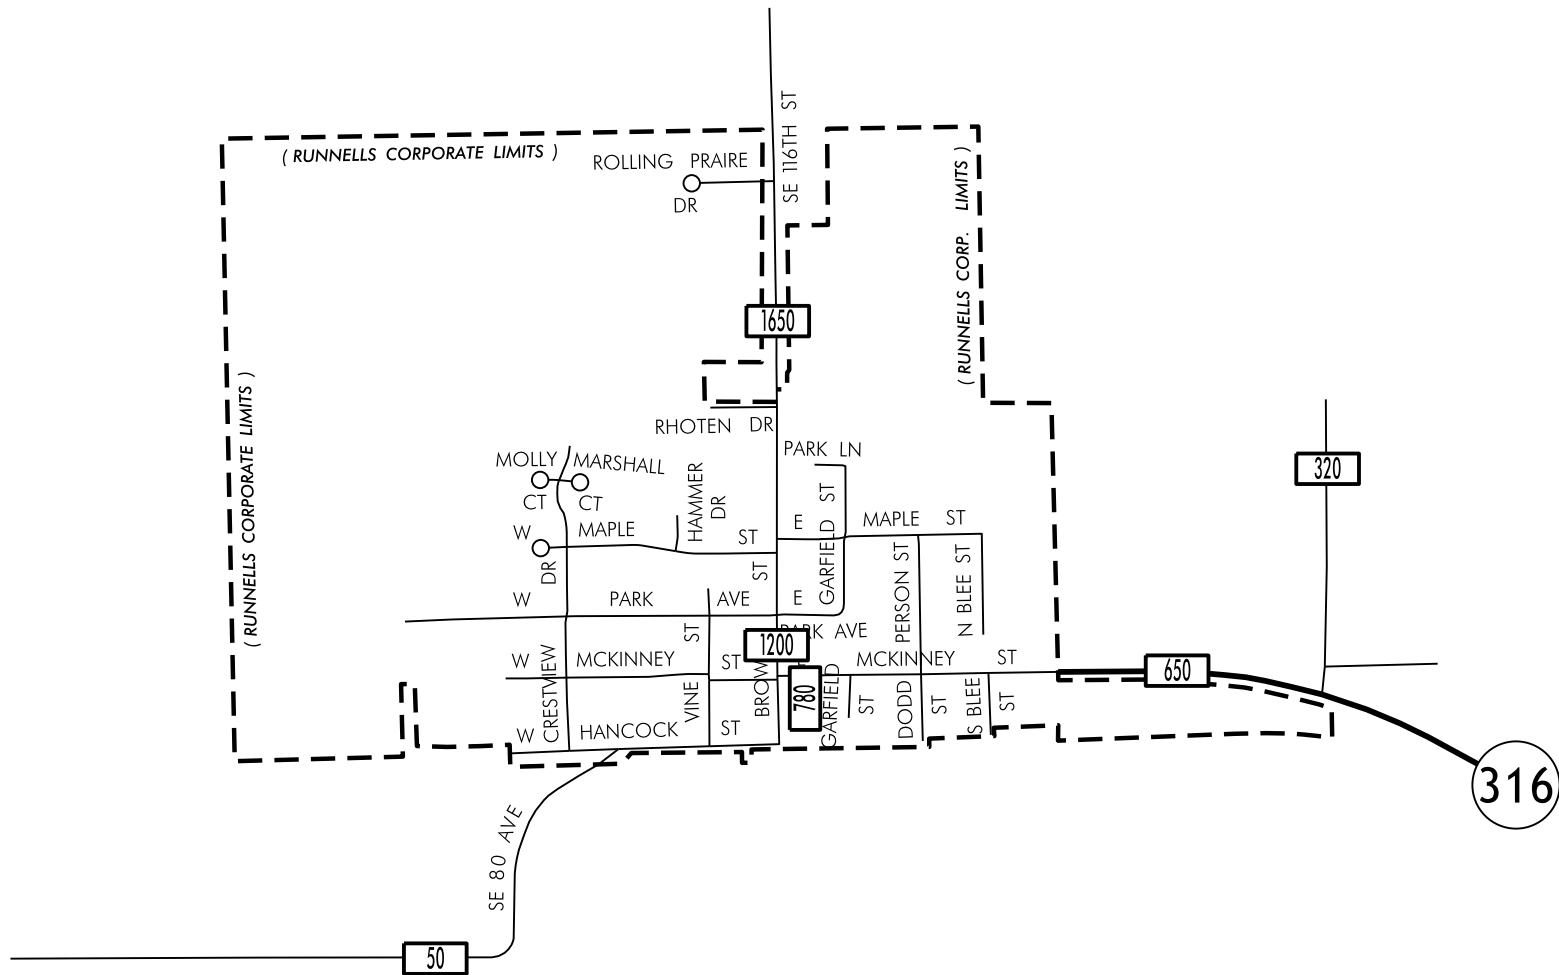 SE 116TH ST
( RUNNELLS CORPORATE LIMITS )
ROLLING PRAIRE
DR
( RUNNELLS CORP. LIMITS )
1650
( RUNNELLS CORPORATE LIMITS )
RHOTEN DR
PARK LN
MOLLY
CT
MARSHALL
CT
HAMMER
DR
320
W MAPLE ST
E MAPLE ST
GARFIELD ST
PERSON ST
N BLEE ST
W PARK AVE
E
PARK AVE
1200
ST
W MCKINNEY ST
MCKINNEY ST
650
CRESTVIEW DR
VINE ST
780
GARFIELD
ST
DODD
ST
S BLEE
ST
W HANCOCK ST
316
SE 80 AVE
50